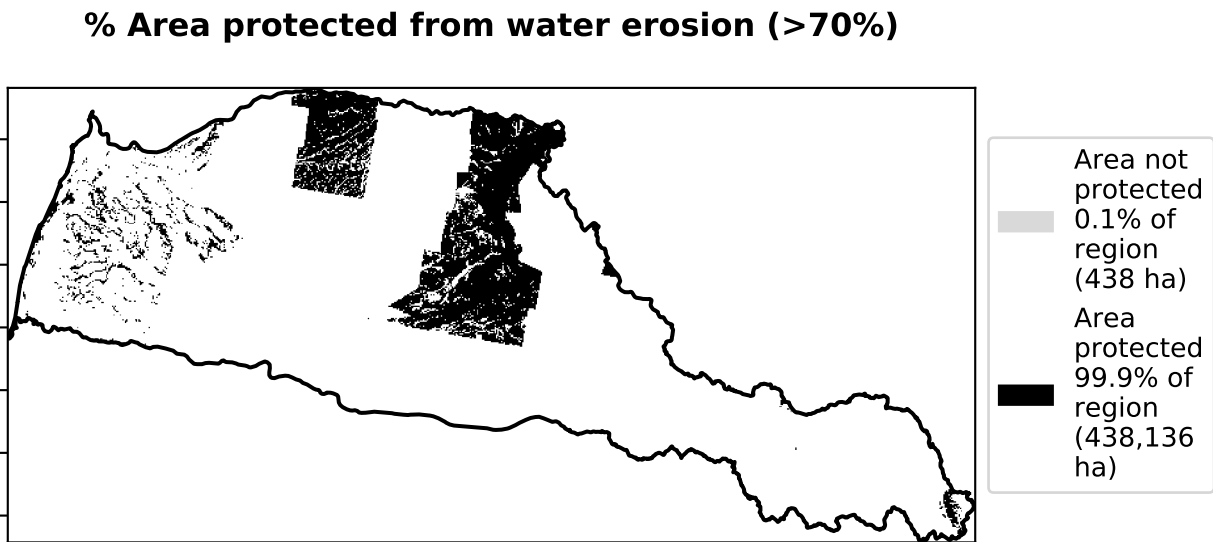 % Area protected from water erosion (>70%)
Area not
protected
0.1% of
region
(438 ha)
Area
protected
99.9% of
region
(438,136
ha)